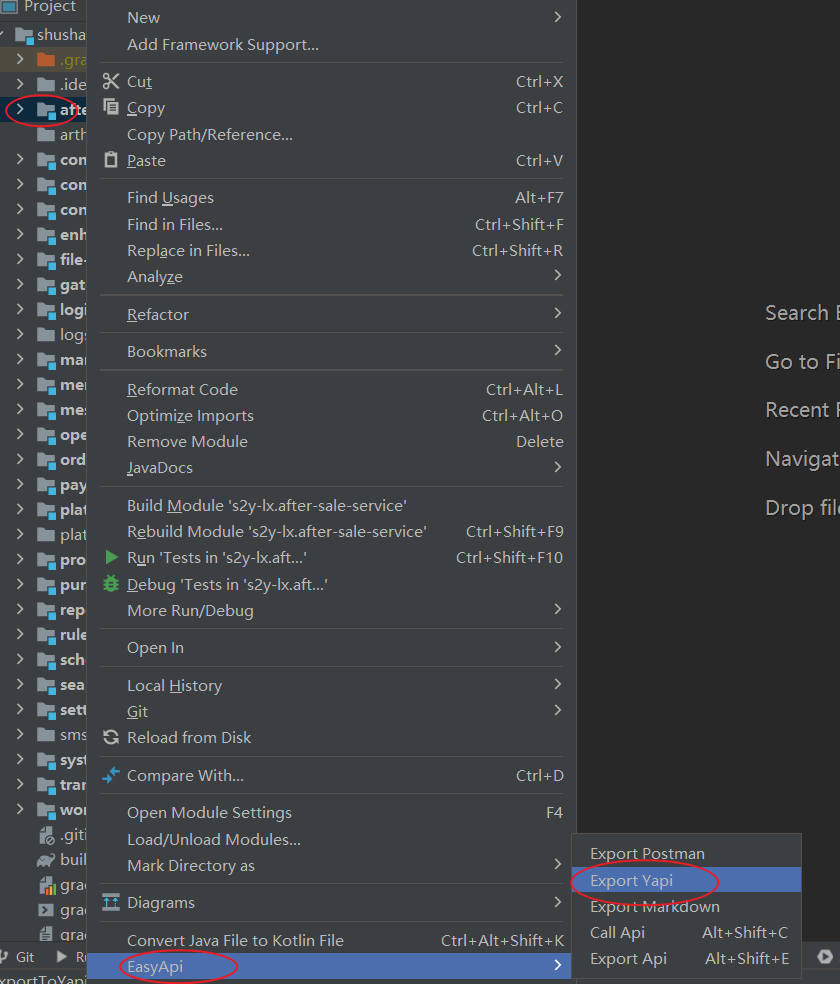 Project
New
Add Framework Support...
Cut Ctrl+X
Copy Ctrl+C
Copy Path/Reference...
Paste Ctrl+V
Find Usages Alt+F7
Find in Files... Ctrl+Shift+F
Replace in Files... Ctrl+Shift+R
Analyze
Refactor
Bookmarks
Reformat Code Ctrl+Alt+L
Optimize Imports Ctrl+Alt+O
Remove Module Delete
JavaDocs
Build Module 's2y-lx.after-sale-service'
Rebuild Module 's2y-lx.after-sale-service' Ctrl+Shift+F9
Run 'Tests in 's2y-lx.aft...' Ctrl+Shift+F10
Debug 'Tests in 's2y-lx.aft...'
More Run/Debug
Open In
Local History
Git
Reload from Disk
Compare With... Ctrl+D
Open Module Settings F4
Load/Unload Modules...
Mark Directory as
Diagrams
Convert Java File to Kotlin File Ctrl+Alt+Shift+K
EasyApi
Export Postman
Export Yapi
Export Markdown
Call Api Alt+Shift+C
Export Api Alt+Shift+E
shusha
.gra
.ide
afte
arth
con
con
con
enh
file-
gate
logi
logs
mar
mer
mes
ope
ord
pay
plat
plat
pro
pur
rep
rule
sch
sea
sett
sms
syst
tran
wor
.giti
buil
grac
grac
grac
Git
Ru
xportToYapi
Search E
Go to Fi
Recent F
Navigat
Drop file